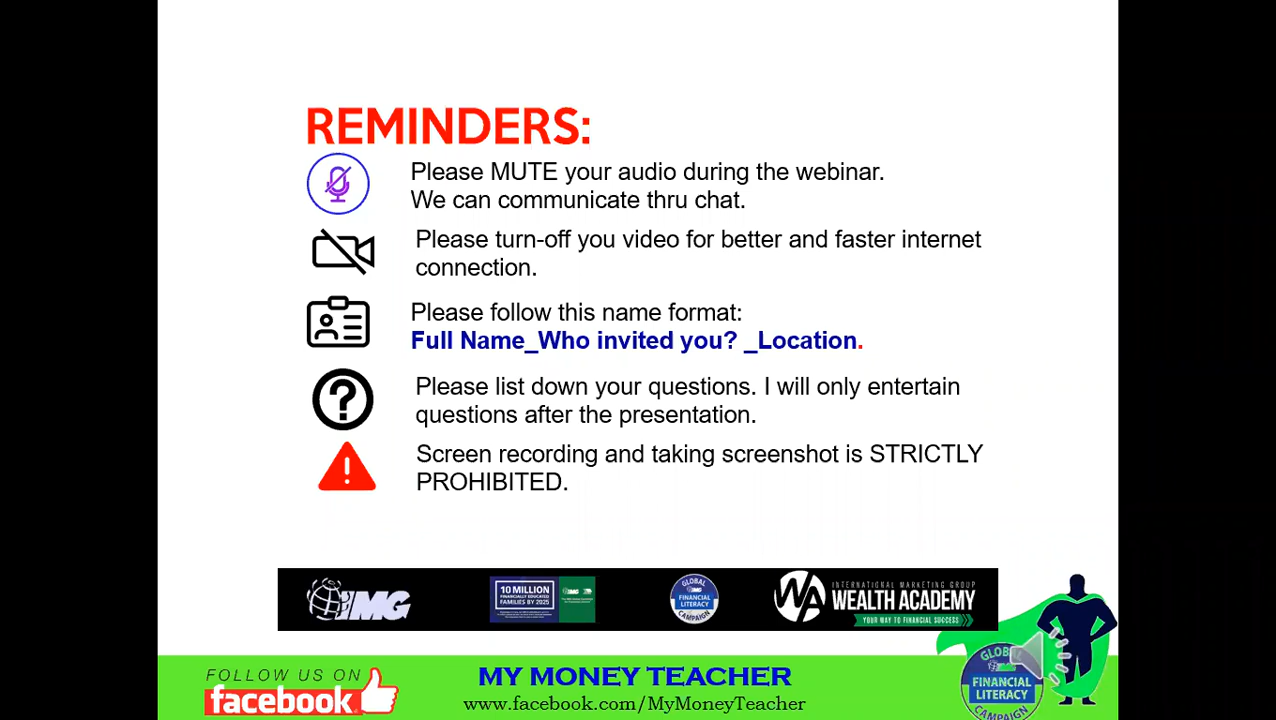 REMINDERS:
Please MUTE your audio during the webinar.
We can communicate thru chat.
Please turn-off you video for better and faster internet
connection.
Please follow this name format:
Full Name_Who invited you? _Location.
Please list down your questions. I will only entertain
questions after the presentation.
Screen recording and taking screenshot is STRICTLY
PROHIBITED.
IMG
10 MILLION
FINANCIALLY EDUCATED
FAMILIES BY 2025
GLOBAL
FINANCIAL
LITERACY
CAMPAIGN
WA
INTERNATIONAL MARKETING GROUP
WEALTH ACADEMY
YOUR WAY TO FINANCIAL SUCCESS
FOLLOW US ON
facebook
MY MONEY TEACHER
www.facebook.com/MyMoneyTeacher
GLOBAL
FINANCIAL
LITERACY
CAMPAIGN